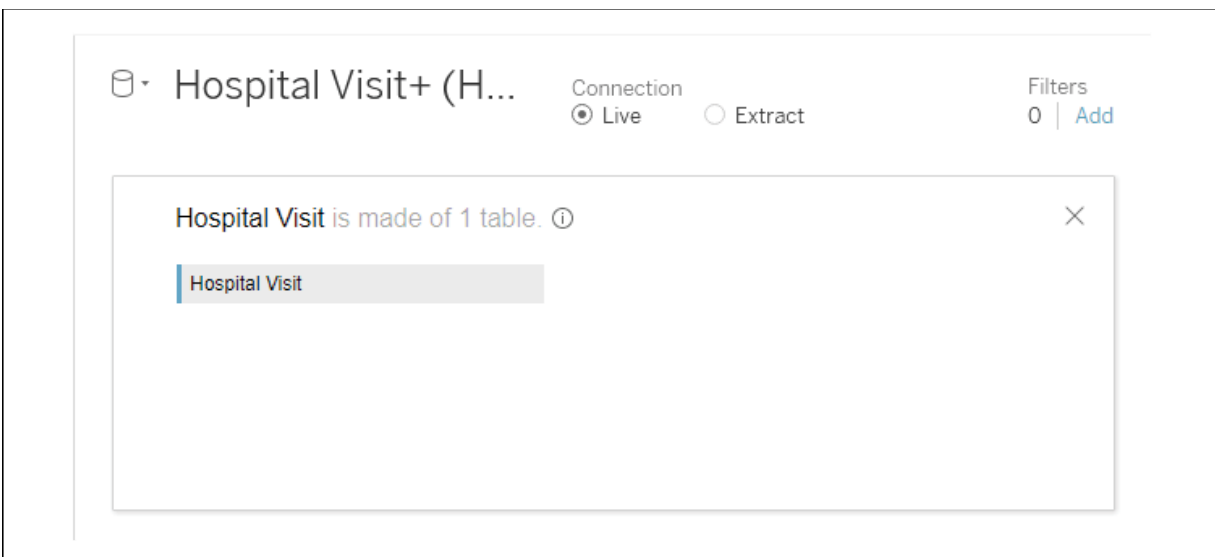 Hospital Visit+ (H...
Connection
Live Extract
Filters
0 Add
Hospital Visit is made of 1 table.
Hospital Visit